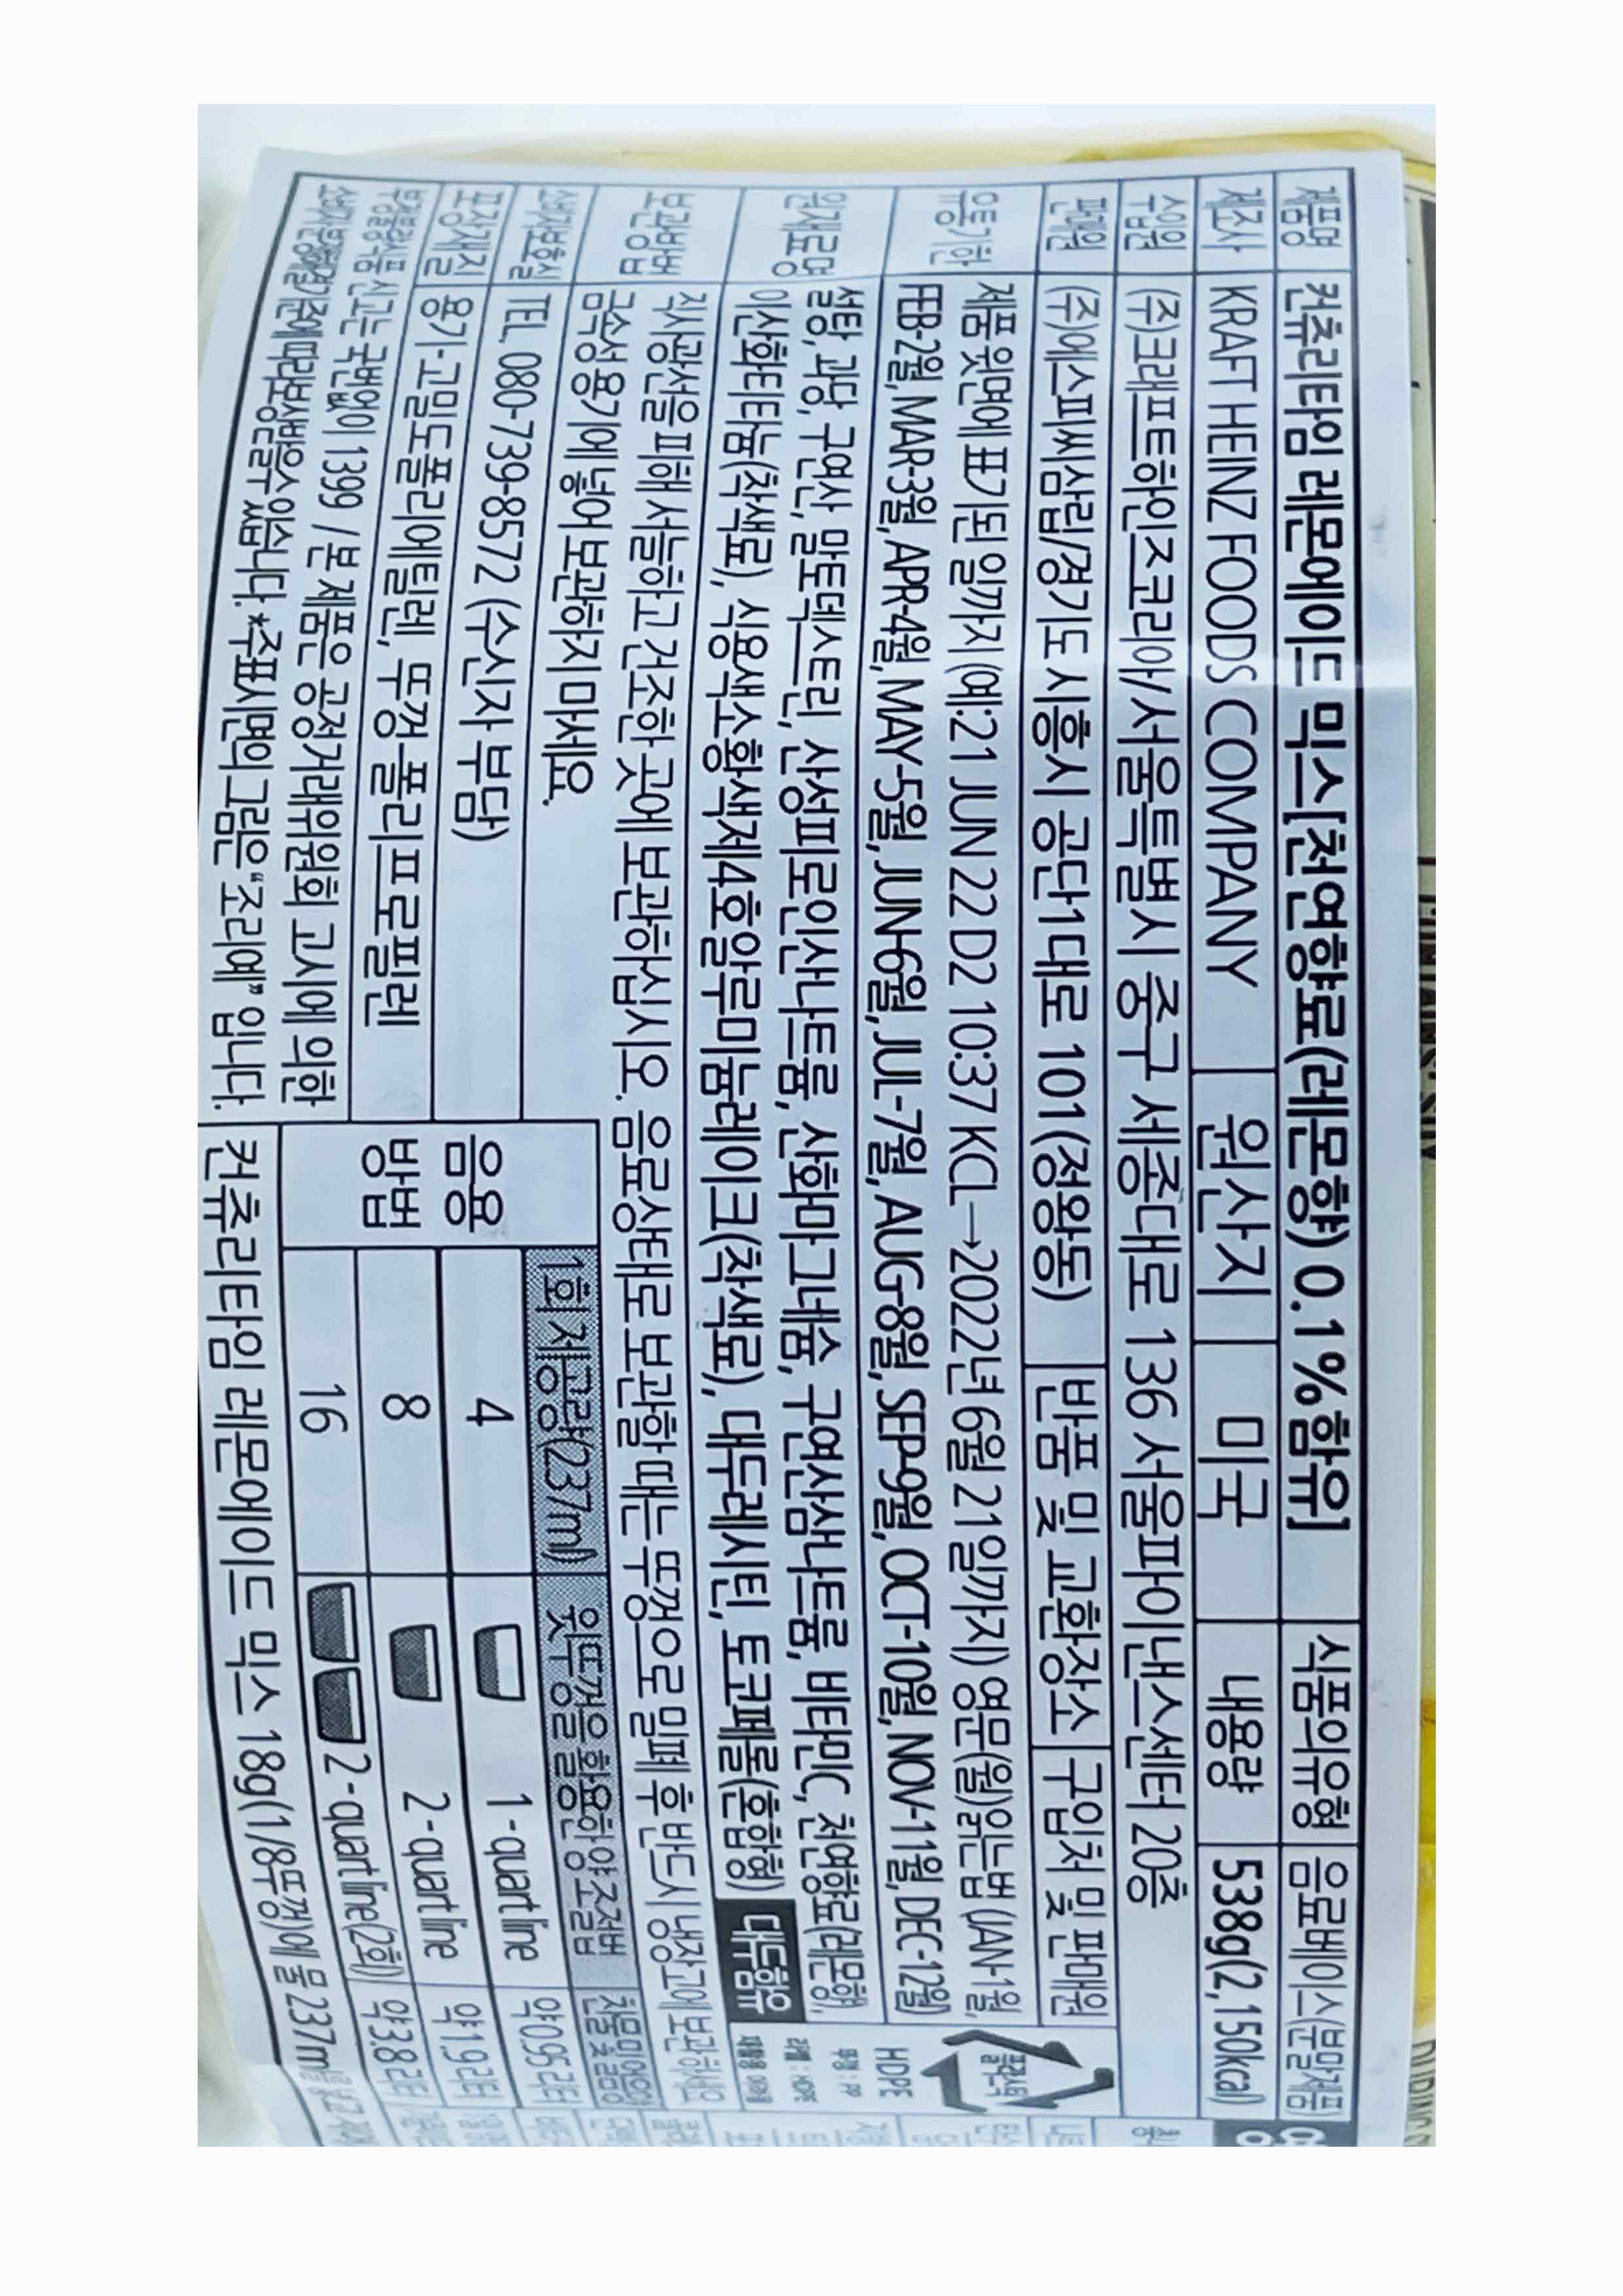 제품명 컨츄리타임 레몬에이드 믹스[천연향료(레몬향) 0.1%함유] 식품의유형 음료베이스(분말제품)
제조사 KRAFT HEINZ FOODS COMPANY 원산지 미국 내용량 538g(2,150kcal)
수입원 (주)크래프트하인즈코리아/서울특별시 중구 세종대로 136 서울파이낸스센터 20층
판매원 (주)에스피씨삼립/경기도 시흥시 공단1대로 101(정왕동) 반품 및 교환장소 구입처 및 판매원
유통기한 제품 윗면에 표기된 일까지 (예:21 JUN 22 D2 10:37 KCL→2022년 6월 21일까지) 영문(월)읽는법 (JAN-1월,
FEB-2월, MAR-3월, APR-4월, MAY-5월, JUN-6월, JUL-7월, AUG-8월, SEP-9월, OCT-10월, NOV-11월, DEC-12월)
원재료명 설탕, 과당, 구연산, 말토덱스트린, 산성피로인산나트륨, 산화마그네슘, 구연산삼나트륨, 비타민C, 천연향료(레몬향),
이산화티타늄(착색료), 식용색소황색제4호알루미늄레이크(착색료), 대두레시틴, 토코페롤(혼합형) 대두함유
보관방법 직사광선을 피해 서늘하고 건조한 곳에 보관하십시오. 음료상태로 보관할 때는 뚜껑으로 밀폐 후 반드시 냉장고에 보관하세요
금속성 용기에 넣어 보관하지 마세요.
소비자상담실 TEL. 080-739-8572 (수신자 부담)
포장재질 용기-고밀도폴리에틸렌, 뚜껑-폴리프로필렌
부정불량식품 신고는 국번없이 1399 / 본 제품은 공정거래위원회 고시에 의한
소비자분쟁해결기준에 따라 보상받을 수 있습니다. *주표시면의 그림은 "조리예" 입니다.
음용방법
1회 제공량(237ml) 윗뚜껑을 활용한 양 조절법 찬물
4 1-quart line 약0.95리터
8 2-quart line 약1.9리터
16 2-quart line(2회) 약3.8리터
컨츄리타임 레몬에이드 믹스 18g(1/8뚜껑)에 물 237ml
HDPE
뚜껑 : PP
라벨 : HDPE